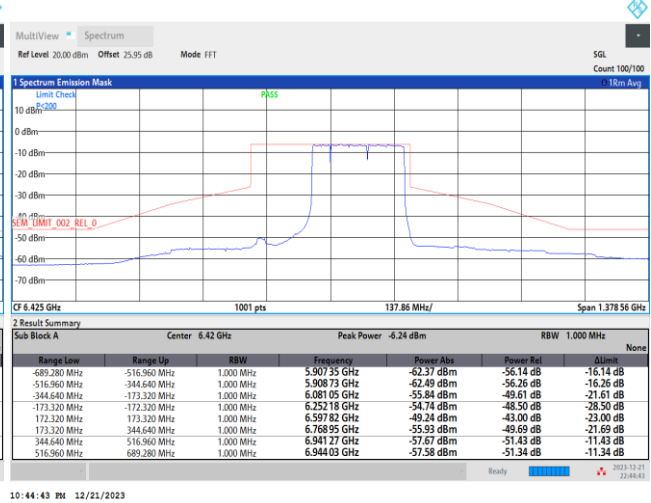 MultiView Spectrum
Ref Level 20.00 dBm Offset 25.95 dB Mode FFT SGL
Count 100/100
1 Spectrum Emission Mask 1Rm Avg
Limit Check PASS
P<200
10 dBm
0 dBm
-10 dBm
-20 dBm
-30 dBm
-40 dBm
SEM_LIMIT_002_REL_0
-50 dBm
-60 dBm
-70 dBm
CF 6.425 GHz 1001 pts 137.86 MHz/ Span 1.378 56 GHz
2 Result Summary
Sub Block A Center 6.42 GHz Peak Power -6.24 dBm RBW 1.000 MHz
None
Range Low Range Up RBW Frequency Power Abs Power Rel ΔLimit
-689.280 MHz -516.960 MHz 1.000 MHz 5.907 35 GHz -62.37 dBm -56.14 dB -16.14 dB
-516.960 MHz -344.640 MHz 1.000 MHz 5.908 73 GHz -62.49 dBm -56.26 dB -16.26 dB
-344.640 MHz -173.320 MHz 1.000 MHz 6.081 05 GHz -55.84 dBm -49.61 dB -21.61 dB
-173.320 MHz -172.320 MHz 1.000 MHz 6.252 18 GHz -54.74 dBm -48.50 dB -28.50 dB
172.320 MHz 173.320 MHz 1.000 MHz 6.597 82 GHz -49.24 dBm -43.00 dB -23.00 dB
173.320 MHz 344.640 MHz 1.000 MHz 6.768 95 GHz -55.93 dBm -49.69 dB -21.69 dB
344.640 MHz 516.960 MHz 1.000 MHz 6.941 27 GHz -57.67 dBm -51.43 dB -11.43 dB
516.960 MHz 689.280 MHz 1.000 MHz 6.944 03 GHz -57.58 dBm -51.34 dB -11.34 dB
Ready 2023-12-21
22:44:43
10:44:43 PM 12/21/2023